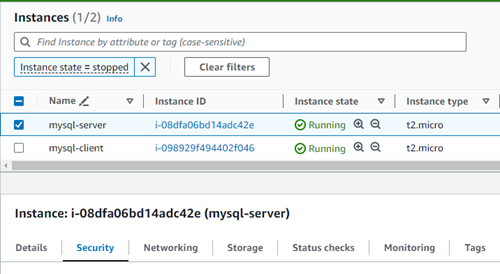 Instances (1/2) Info
Find Instance by attribute or tag (case-sensitive)
Instance state = stopped Clear filters
Name Instance ID Instance state Instance type
mysql-server i-08dfa06bd14adc42e Running t2.micro
mysql-client i-098929f494402f046 Running t2.micro
Instance: i-08dfa06bd14adc42e (mysql-server)
Details Security Networking Storage Status checks Monitoring Tags